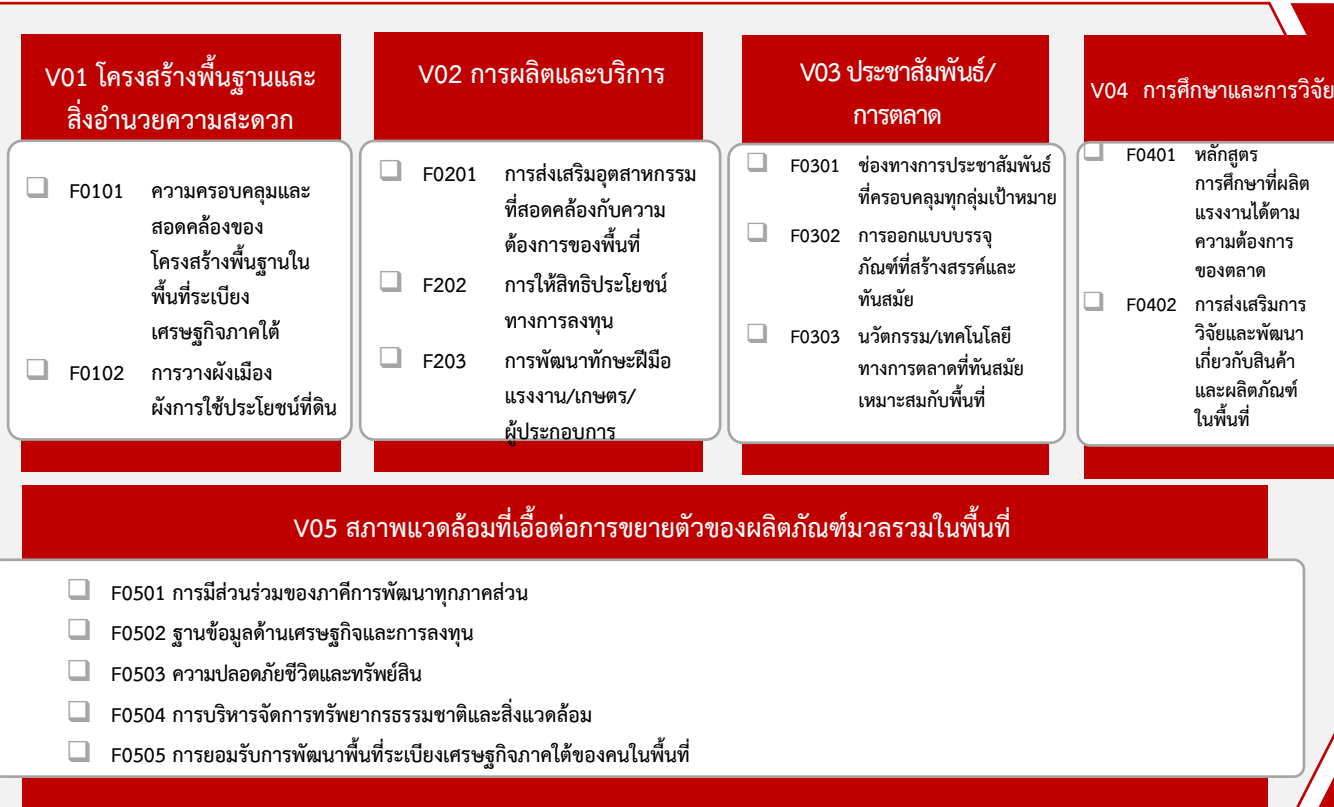 V01 โครงสร้างพื้นฐานและ
สิ่งอำนวยความสะดวก
F0101 ความครอบคลุมและ
สอดคล้องของ
โครงสร้างพื้นฐานใน
พื้นที่ระเบียง
เศรษฐกิจภาคใต้
F0102 การวางผังเมือง
ผังการใช้ประโยชน์ที่ดิน
V02 การผลิตและบริการ
F0201 การส่งเสริมอุตสาหกรรม
ที่สอดคล้องกับความ
ต้องการของพื้นที่
F202 การให้สิทธิประโยชน์
ทางการลงทุน
F203 การพัฒนาทักษะฝีมือ
แรงงาน/เกษตร/
ผู้ประกอบการ
V03 ประชาสัมพันธ์/
การตลาด
F0301 ช่องทางการประชาสัมพันธ์
ที่ครอบคลุมทุกลุ่มเป้าหมาย
F0302 การออกแบบบรรจุ
ภัณฑ์ที่สร้างสรรค์และ
ทันสมัย
F0303 นวัตกรรม/เทคโนโลยี
ทางการตลาดที่ทันสมัย
เหมาะสมกับพื้นที่
V04 การศึกษาและการวิจัย
F0401 หลักสูตร
การศึกษาที่ผลิต
แรงงานได้ตาม
ความต้องการ
ของตลาด
F0402 การส่งเสริมการ
วิจัยและพัฒนา
เกี่ยวกับสินค้า
และผลิตภัณฑ์
ในพื้นที่
V05 สภาพแวดล้อมที่เอื้อต่อการขยายตัวของผลิตภัณฑ์มวลรวมในพื้นที่
F0501 การมีส่วนร่วมของภาคีการพัฒนาทุกภาคส่วน
F0502 ฐานข้อมูลด้านเศรษฐกิจและการลงทุน
F0503 ความปลอดภัยชีวิตและทรัพย์สิน
F0504 การบริหารจัดการทรัพยากรธรรมชาติและสิ่งแวดล้อม
F0505 การยอมรับการพัฒนาพื้นที่ระเบียงเศรษฐกิจภาคใต้ของคนในพื้นที่